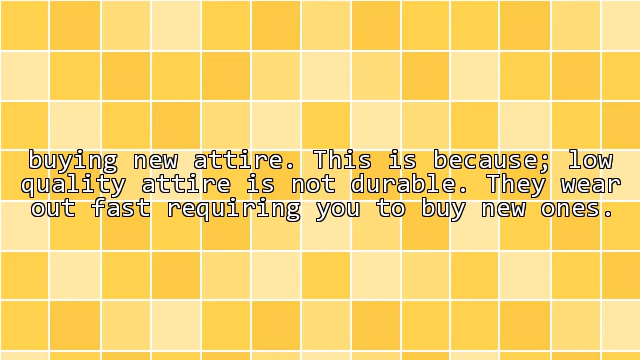 buying new attire. This is because; low
quality attire is not durable. They wear
out fast requiring you to buy new ones.